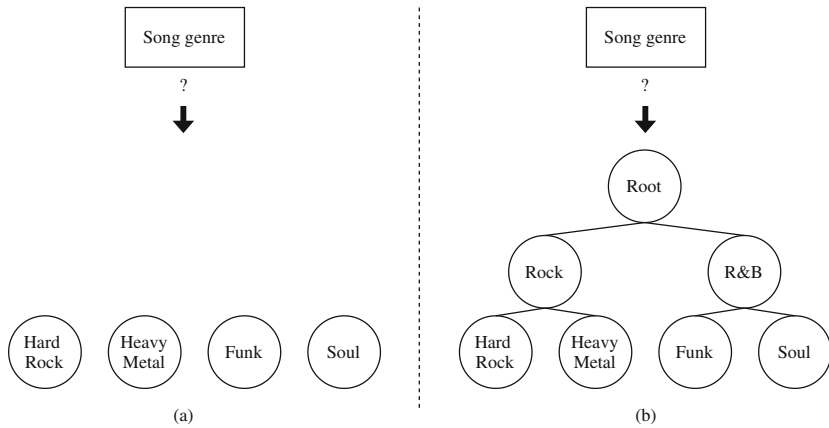 Song genre
?
Hard
Rock
Heavy
Metal
Funk
Soul
(a)
Song genre
?
Root
Rock
R&B
Hard
Rock
Heavy
Metal
Funk
Soul
(b)